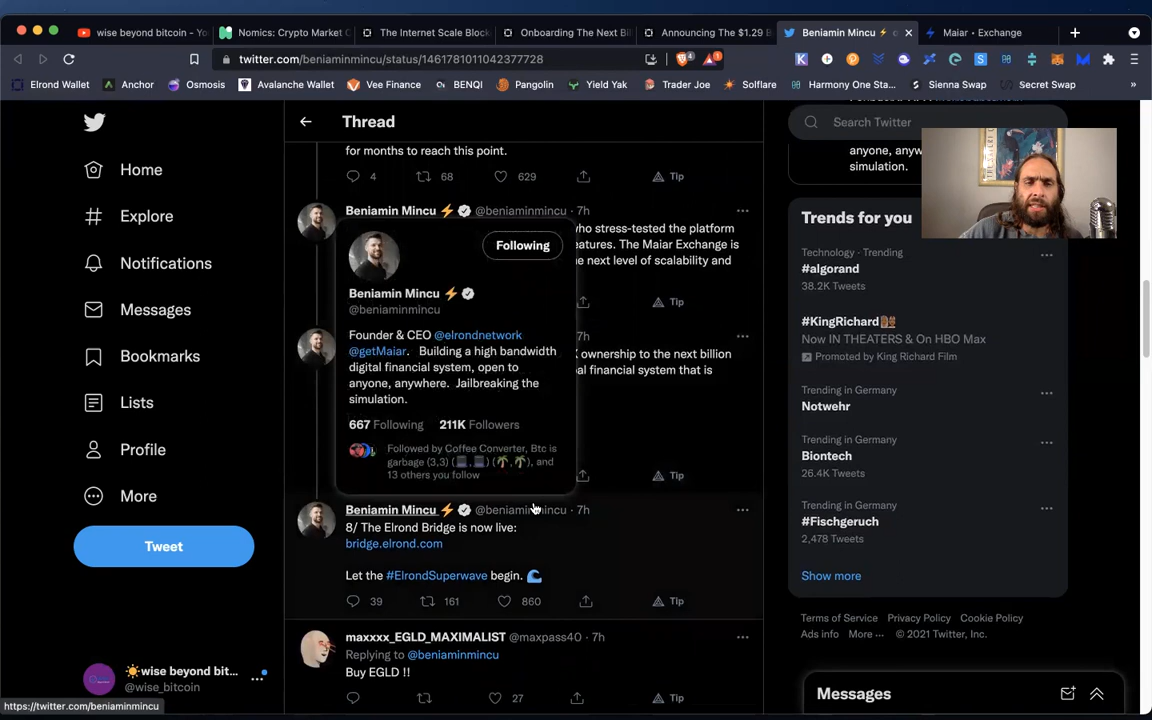 wise beyond bitcoin - Yo
Nomics: Crypto Market C
The Internet Scale Block
Onboarding The Next Bil
Announcing The $1.29 B
Beniamin Mincu ⚡
Maiar · Exchange
twitter.com/beniaminmincu/status/1461781011042377728
Elrond Wallet
Anchor
Osmosis
Avalanche Wallet
Vee Finance
BENQI
Pangolin
Yield Yak
Trader Joe
Solflare
Harmony One Sta...
Sienna Swap
Secret Swap
Home
Explore
Notifications
Messages
Bookmarks
Lists
Profile
More
Tweet
wise beyond bit...
@wise_bitcoin
https://twitter.com/beniaminmincu
Thread
for months to reach this point.
4 68 629 Tip
Beniamin Mincu ⚡ @beniaminmincu · 7h
who stress-tested the platform
eatures. The Maiar Exchange is
e next level of scalability and
Tip
7h
X ownership to the next billion
bal financial system that is
Tip
Following
Beniamin Mincu ⚡
@beniaminmincu
Founder & CEO @elrondnetwork
@getMaiar. Building a high bandwidth
digital financial system, open to
anyone, anywhere. Jailbreaking the
simulation.
667 Following 211K Followers
Followed by Coffee Converter, Btc is
garbage (3,3) (💻,💻) (🌴,🌴), and
13 others you follow
Beniamin Mincu ⚡ @beniaminmincu · 7h
8/ The Elrond Bridge is now live:
bridge.elrond.com
Let the #ElrondSuperwave begin. 🌊
39 161 860 Tip
maxxxx_EGLD_MAXIMALIST @maxpass40 · 7h
Replying to @beniaminmincu
Buy EGLD !!
27 Tip
Search Twitter
anyone, anyw
simulation.
Trends for you
Technology · Trending
#algorand
38.2K Tweets
#KingRichard
Now IN THEATERS & On HBO Max
Promoted by King Richard Film
Trending in Germany
Notwehr
Trending in Germany
Biontech
26.4K Tweets
Trending in Germany
#Fischgeruch
2,478 Tweets
Show more
Terms of Service Privacy Policy Cookie Policy
Ads info More ··· © 2021 Twitter, Inc.
Messages